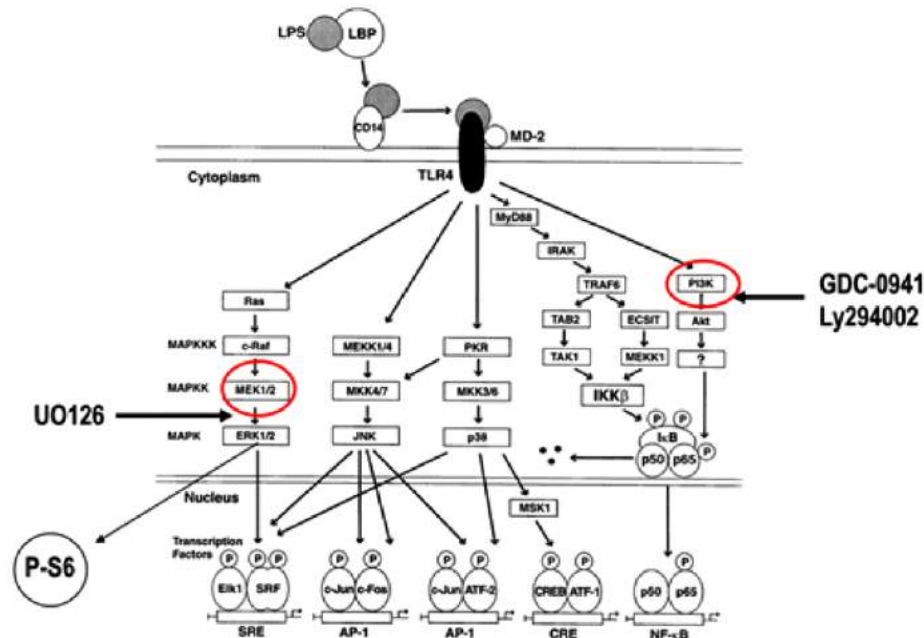 LPS
LBP
CD14
MD-2
TLR4
Cytoplasm
MyD88
IRAK
TRAF6
PI3K
GDC-0941
Ly294002
Ras
TAB2
ECSIT
Akt
MAPKKK
c-Raf
MEKK1/4
PKR
TAK1
MEKK1
?
MAPKK
MEK1/2
MKK4/7
MKK3/6
IKKβ
UO126
MAPK
ERK1/2
JNK
p38
P
P
IκB
P
p50
p65
Nucleus
MSK1
P-S6
Transcription
Factors
P
P
P
P
P
P
P
P
P
P
P
Elk1
SRF
c-Jun
c-Fos
c-Jun
ATF-2
CREB
ATF-1
p50
p65
SRE
AP-1
AP-1
CRE
NF-κB